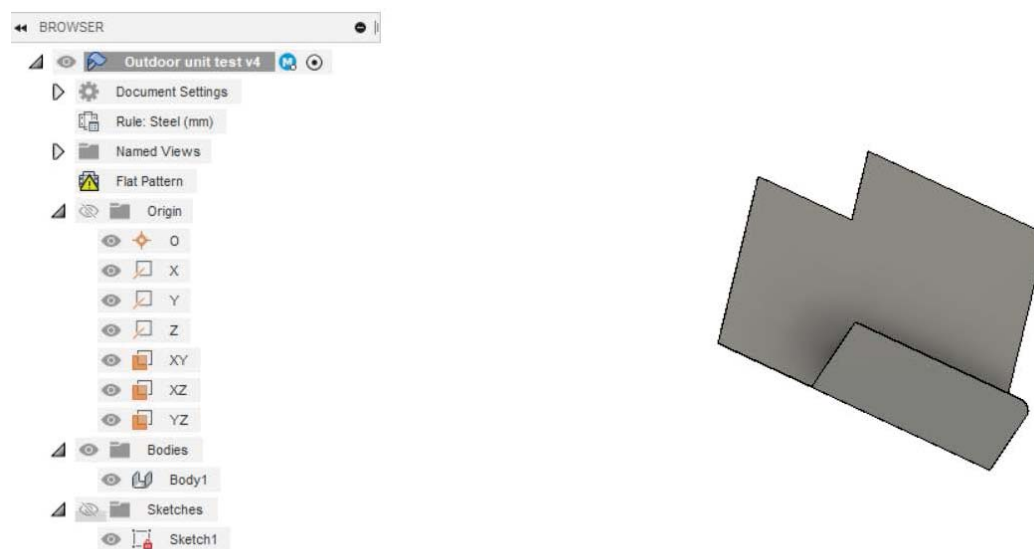 BROWSER
Outdoor unit test v4
Document Settings
Rule: Steel (mm)
Named Views
Flat Pattern
Origin
O
X
Y
Z
XY
XZ
YZ
Bodies
Body1
Sketches
Sketch1